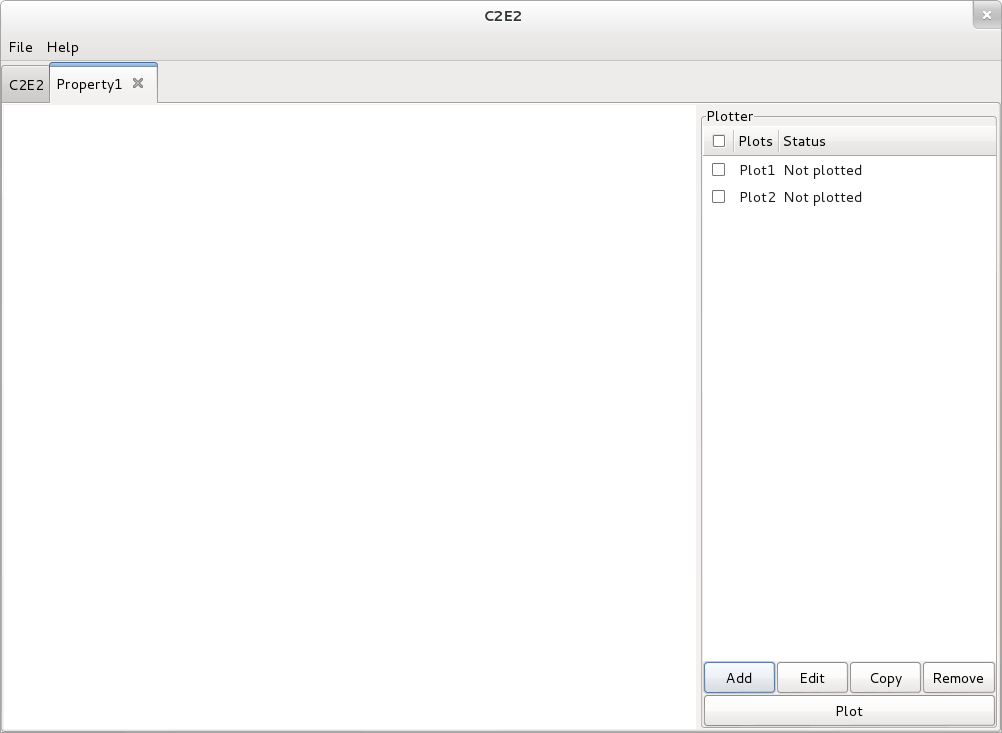 C2E2
File Help
C2E2 Property1
Plotter
Plots Status
Plot1 Not plotted
Plot2 Not plotted
Add Edit Copy Remove
Plot